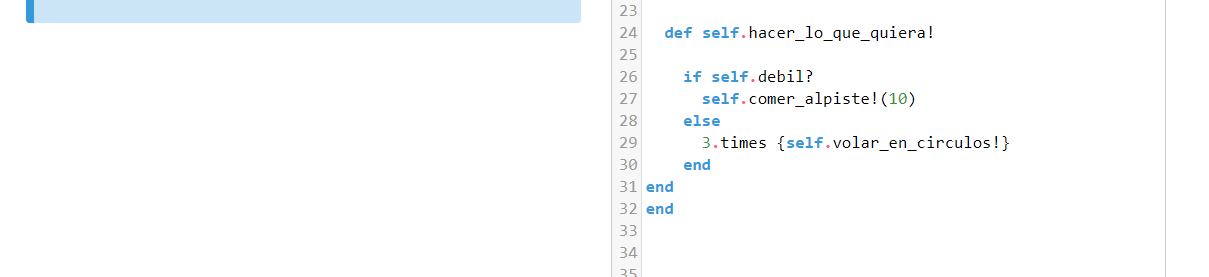 23
24 def self.hacer_lo_que_quiera!
25
26 if self.debil?
27 self.comer_alpiste!(10)
28 else
29 3.times {self.volar_en_circulos!}
30 end
31 end
32 end
33
34
35